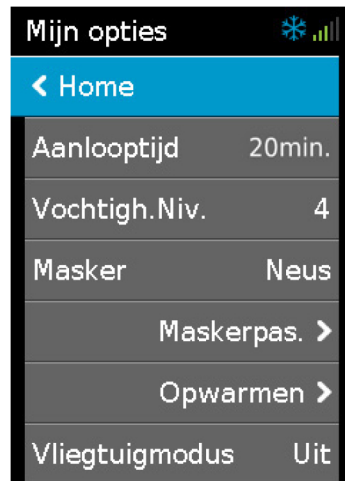 Mijn opties
Home
Aanlooptijd 20min.
Vochtigh.Niv. 4
Masker Neus
Maskerpas.
Opwarmen
Vliegtuigmodus Uit